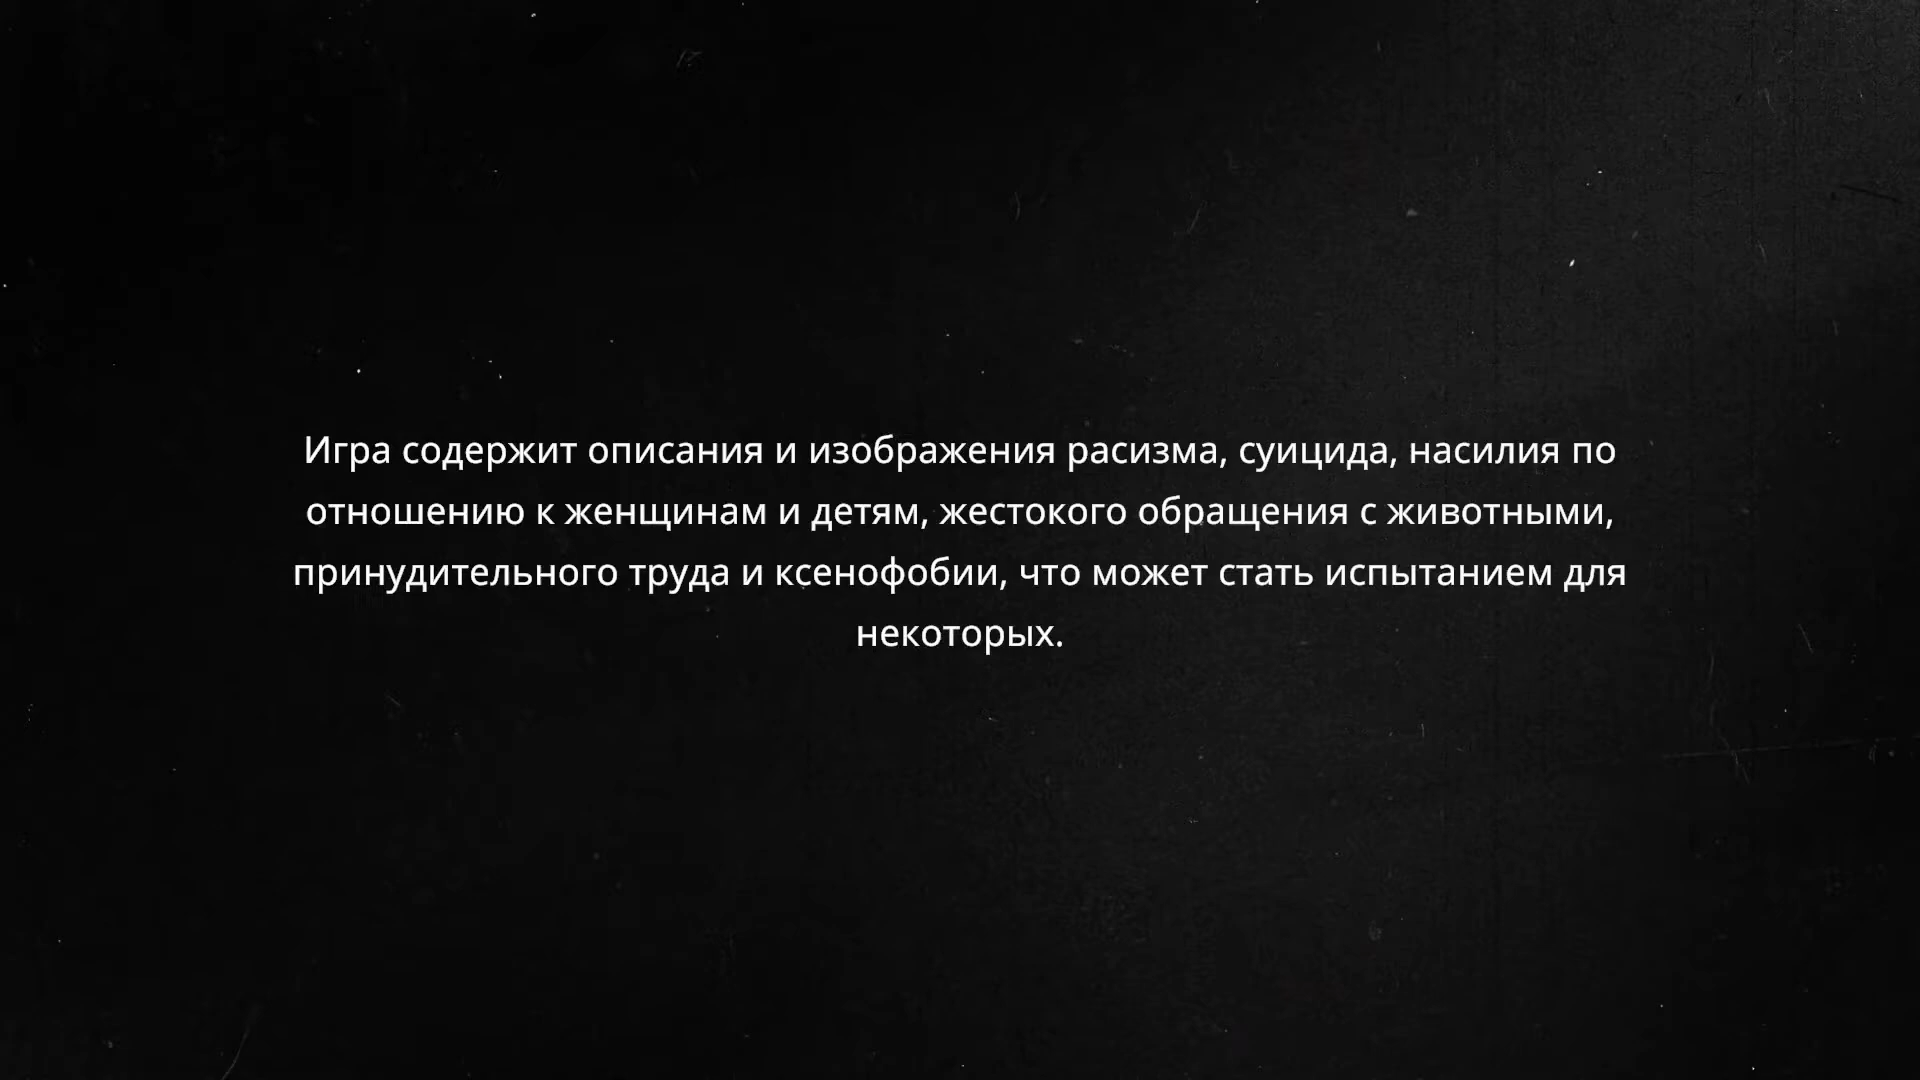 Игра содержит описания и изображения расизма, суицида, насилия по
отношению к женщинам и детям, жестокого обращения с животными,
принудительного труда и ксенофобии, что может стать испытанием для
некоторых.